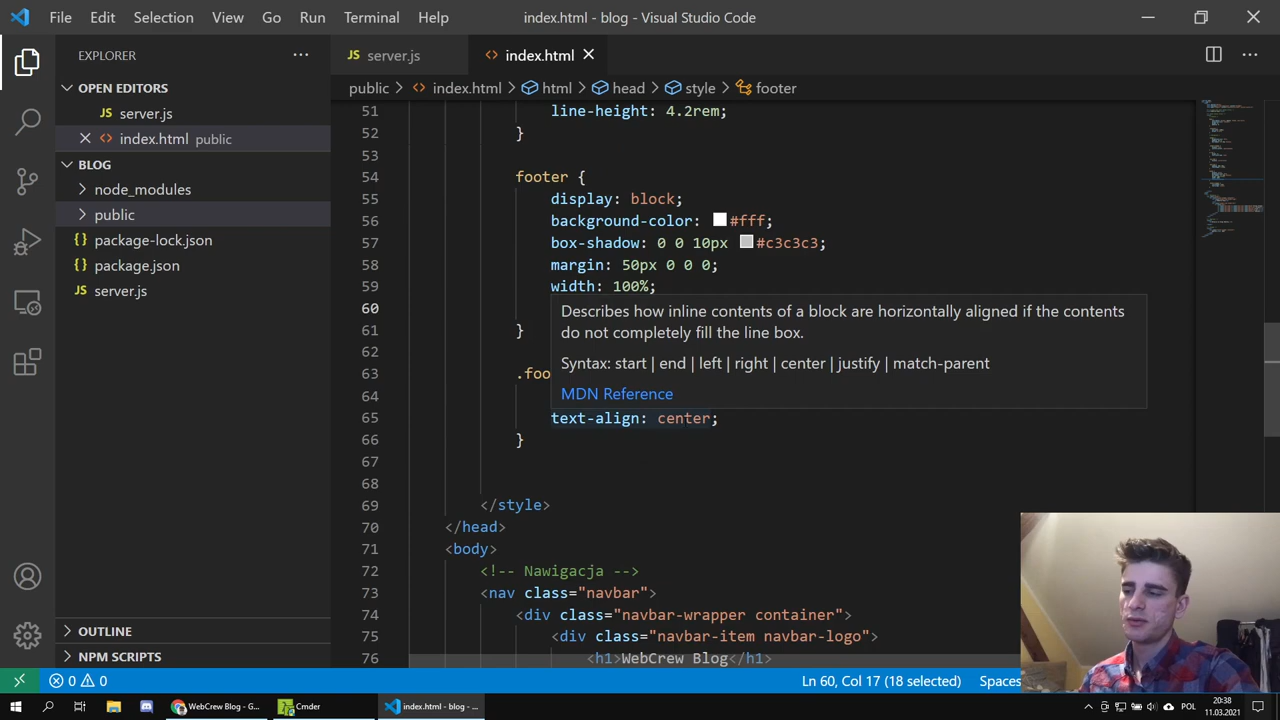 File Edit Selection View Go Run Terminal Help index.html - blog - Visual Studio Code
EXPLORER
OPEN EDITORS
JS server.js
<> index.html public
BLOG
node_modules
public
{} package-lock.json
{} package.json
JS server.js
OUTLINE
NPM SCRIPTS
JS server.js <> index.html
public > <> index.html > html > head > style > footer
51 line-height: 4.2rem;
52 }
53
54 footer {
55 display: block;
56 background-color: #fff;
57 box-shadow: 0 0 10px #c3c3c3;
58 margin: 50px 0 0 0;
59 width: 100%;
60
Describes how inline contents of a block are horizontally aligned if the contents
do not completely fill the line box.
Syntax: start | end | left | right | center | justify | match-parent
MDN Reference
61 }
62
63 .foo
64
65 text-align: center;
66 }
67
68
69 </style>
70 </head>
71 <body>
72 <!-- Nawigacja -->
73 <nav class="navbar">
74 <div class="navbar-wrapper container">
75 <div class="navbar-item navbar-logo">
76 <h1>WebCrew Blog</h1>
0 0 Ln 60, Col 17 (18 selected) Spaces
WebCrew Blog - G... Cmder index.html - blog - ... POL 20:38
11.03.2021